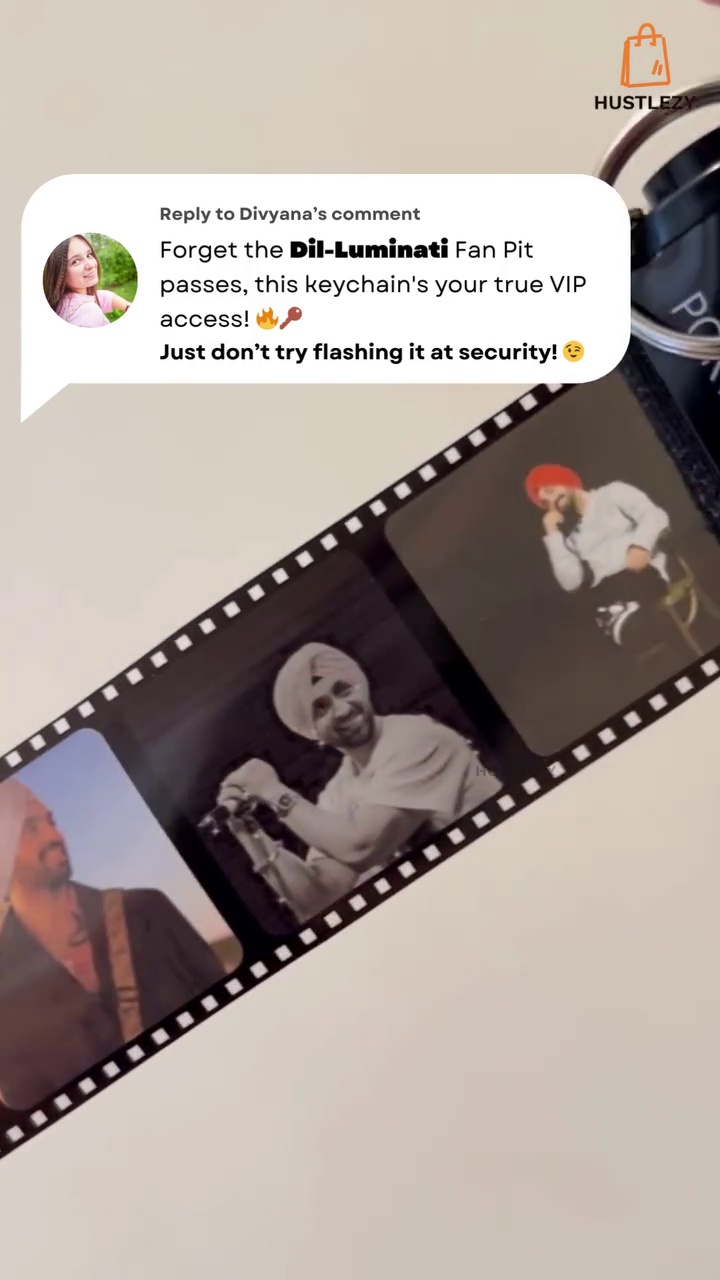 HUSTLEZY
Reply to Divyana’s comment
Forget the Dil-Luminati Fan Pit
passes, this keychain's your true VIP
access! 🔥🔑
Just don’t try flashing it at security! 😉